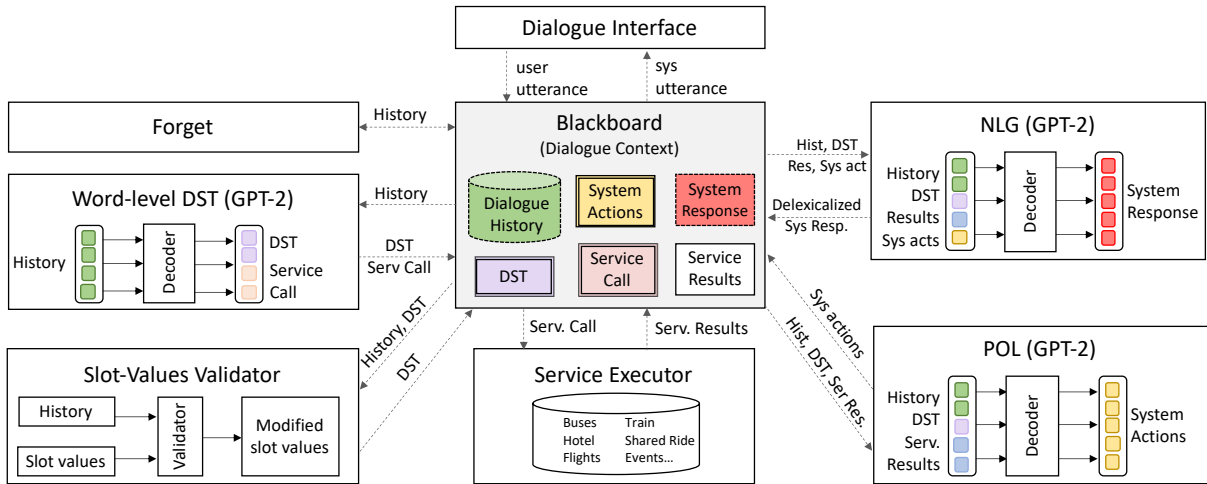 Dialogue Interface
user
utterance
sys
utterance
Forget
History
Blackboard
(Dialogue Context)
Dialogue
History
System
Actions
System
Response
DST
Service
Call
Service
Results
Word-level DST (GPT-2)
History
Decoder
DST
Service
Call
History
DST
Serv Call
Slot-Values Validator
History
Slot values
Validator
Modified
slot values
History, DST
DST
Serv. Call
Serv. Results
Service Executor
Buses
Hotel
Flights
Train
Shared Ride
Events...
Hist, DST
Res, Sys act
Delexicalized
Sys Resp.
NLG (GPT-2)
History
DST
Results
Sys acts
Decoder
System
Response
Sys actions
Hist, DST, Ser Res.
POL (GPT-2)
History
DST
Serv.
Results
Decoder
System
Actions